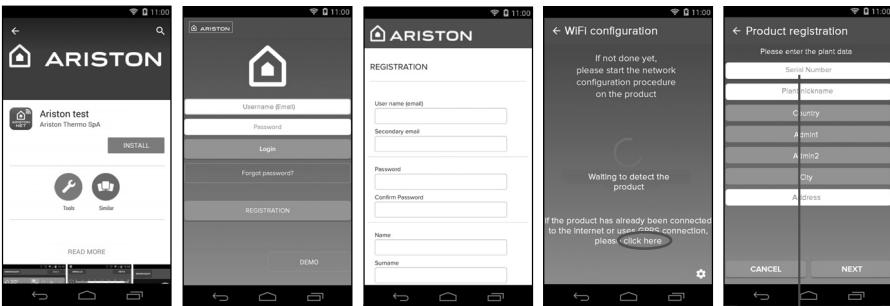 11:00
ARISTON
Ariston test
Ariston Thermo SpA
INSTALL
Tools
Similar
READ MORE
11:00
ARISTON
Username (Email)
Password
Login
Forgot password?
REGISTRATION
DEMO
11:00
ARISTON
REGISTRATION
User name (email)
Secondary email
Password
Confirm Password
Name
Surname
11:00
WiFi configuration
If not done yet,
please start the network
configuration procedure
on the product
Waiting to detect the
product
If the product has already been connected
to the Internet or uses GPRS connection,
please click here
11:00
Product registration
Please enter the plant data
Serial Number
Plant nickname
Country
Admin1
Admin2
City
Address
CANCEL
NEXT